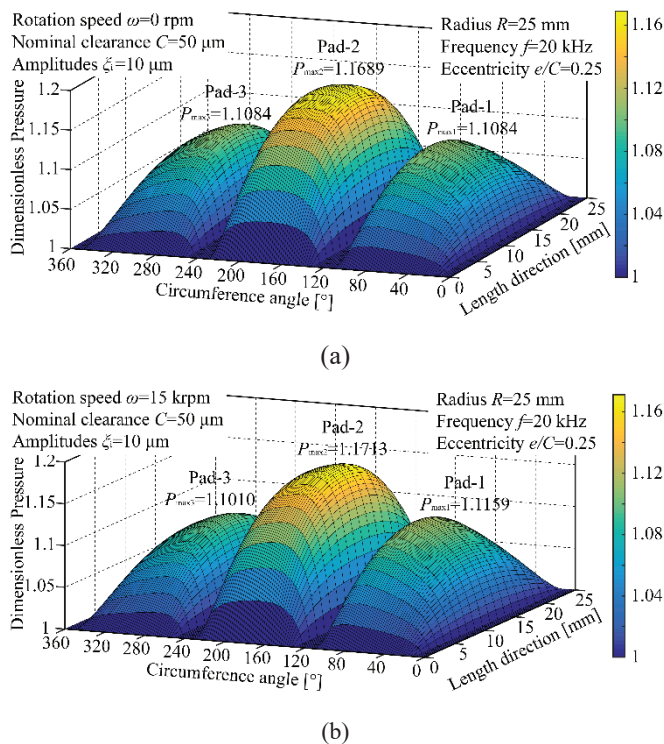 Rotation speed ω=0 rpm
Nominal clearance C=50 μm
Amplitudes ξᵢ=10 μm
Radius R=25 mm
Frequency f=20 kHz
Eccentricity e/C=0.25
Pad-2
Pmax2=1.1689
Pad-3
Pmax3=1.1084
Pad-1
Pmax1=1.1084
Dimensionless Pressure
1.2
1.15
1.1
1.05
1
360
320
280
240
200
160
120
80
40
0
Circumference angle [°]
0
5
10
15
20
25
Length direction [mm]
1.16
1.12
1.08
1.04
1
(a)
Rotation speed ω=15 krpm
Nominal clearance C=50 μm
Amplitudes ξᵢ=10 μm
Radius R=25 mm
Frequency f=20 kHz
Eccentricity e/C=0.25
Pad-2
Pmax2=1.1713
Pad-3
Pmax3=1.1010
Pad-1
Pmax1=1.1159
Dimensionless Pressure
1.2
1.15
1.1
1.05
1
360
320
280
240
200
160
120
80
40
0
Circumference angle [°]
0
5
10
15
20
25
Length direction [mm]
1.16
1.12
1.08
1.04
1
(b)